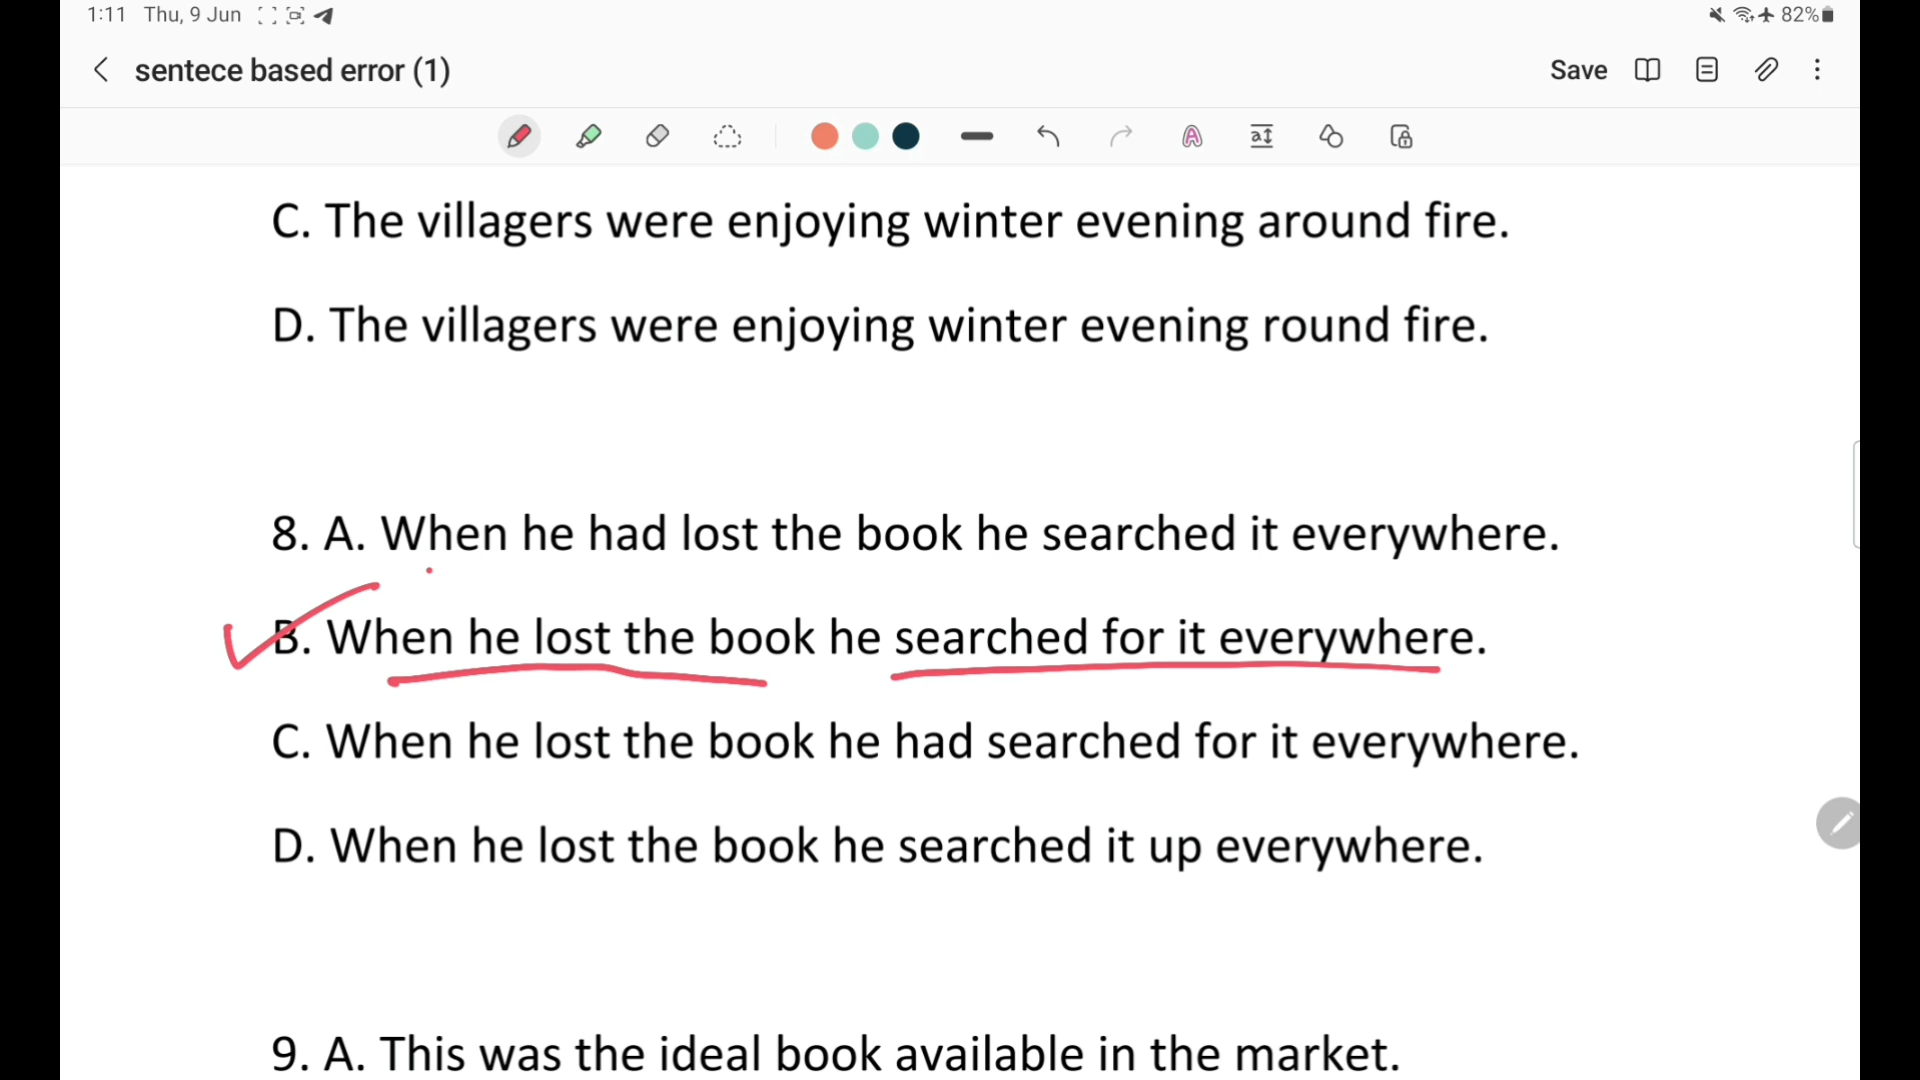 1:11 Thu, 9 Jun 82%
sentece based error (1) Save
C. The villagers were enjoying winter evening around fire.
D. The villagers were enjoying winter evening round fire.
8. A. When he had lost the book he searched it everywhere.
B. When he lost the book he searched for it everywhere.
C. When he lost the book he had searched for it everywhere.
D. When he lost the book he searched it up everywhere.
9. A. This was the ideal book available in the market.